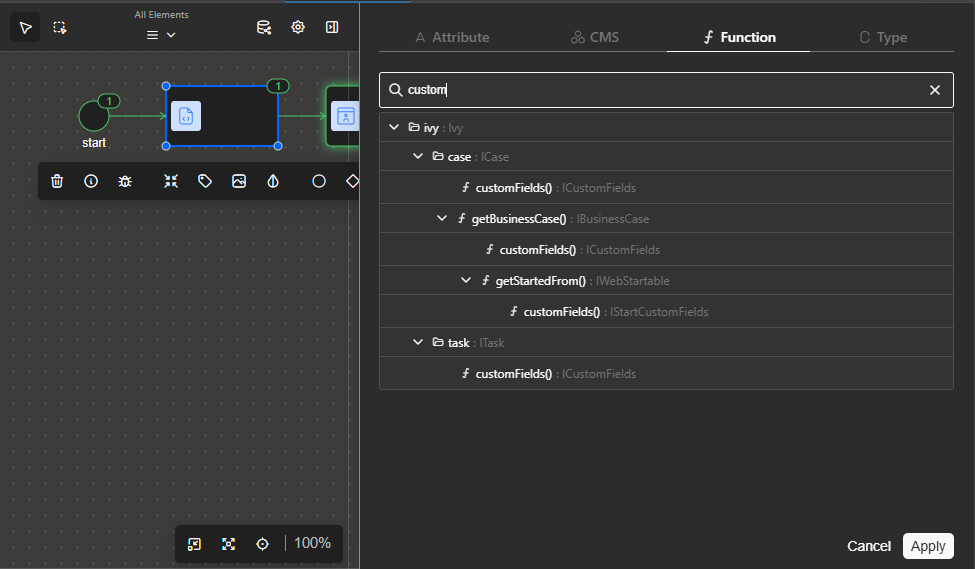 All Elements
1
1
start
100%
Attribute
CMS
Function
Type
custom
ivy : Ivy
case : ICase
customFields() : ICustomFields
getBusinessCase() : IBusinessCase
customFields() : ICustomFields
getStartedFrom() : IWebStartable
customFields() : IStartCustomFields
task : ITask
customFields() : ICustomFields
Cancel Apply